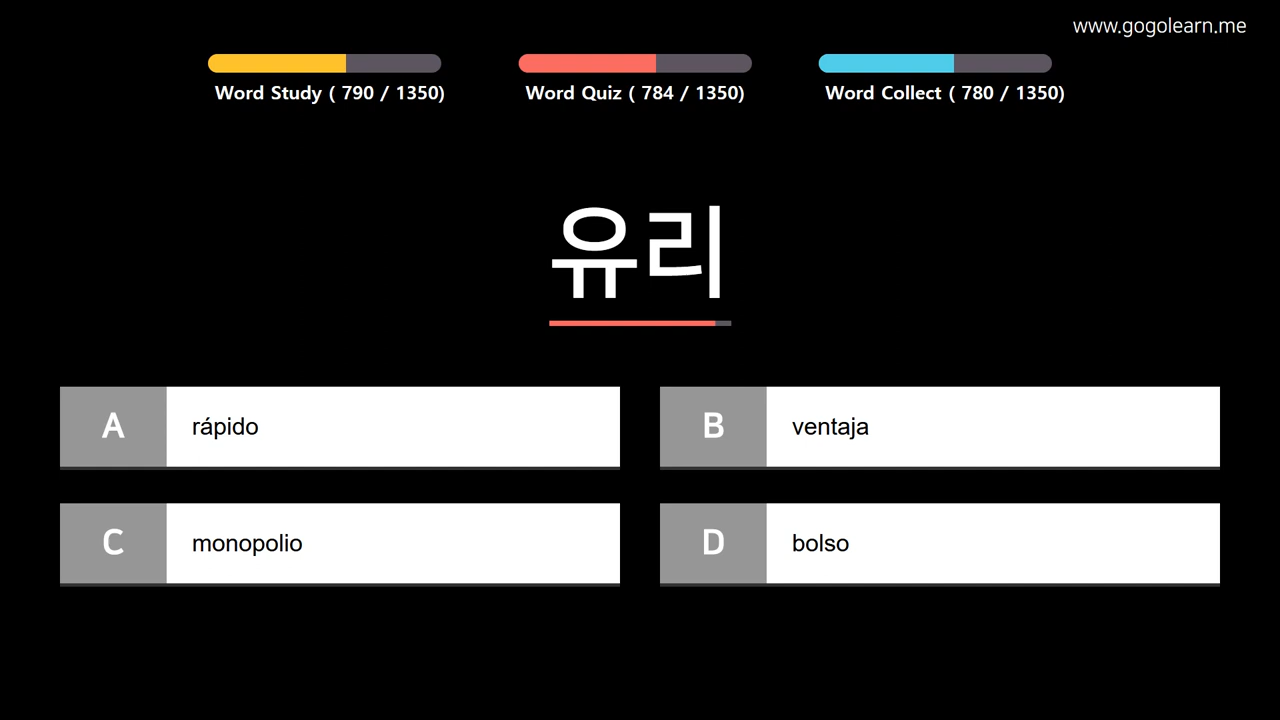 www.gogolearn.me
Word Study ( 790 / 1350)
Word Quiz ( 784 / 1350)
Word Collect ( 780 / 1350)
유리
A rápido
B ventaja
C monopolio
D bolso